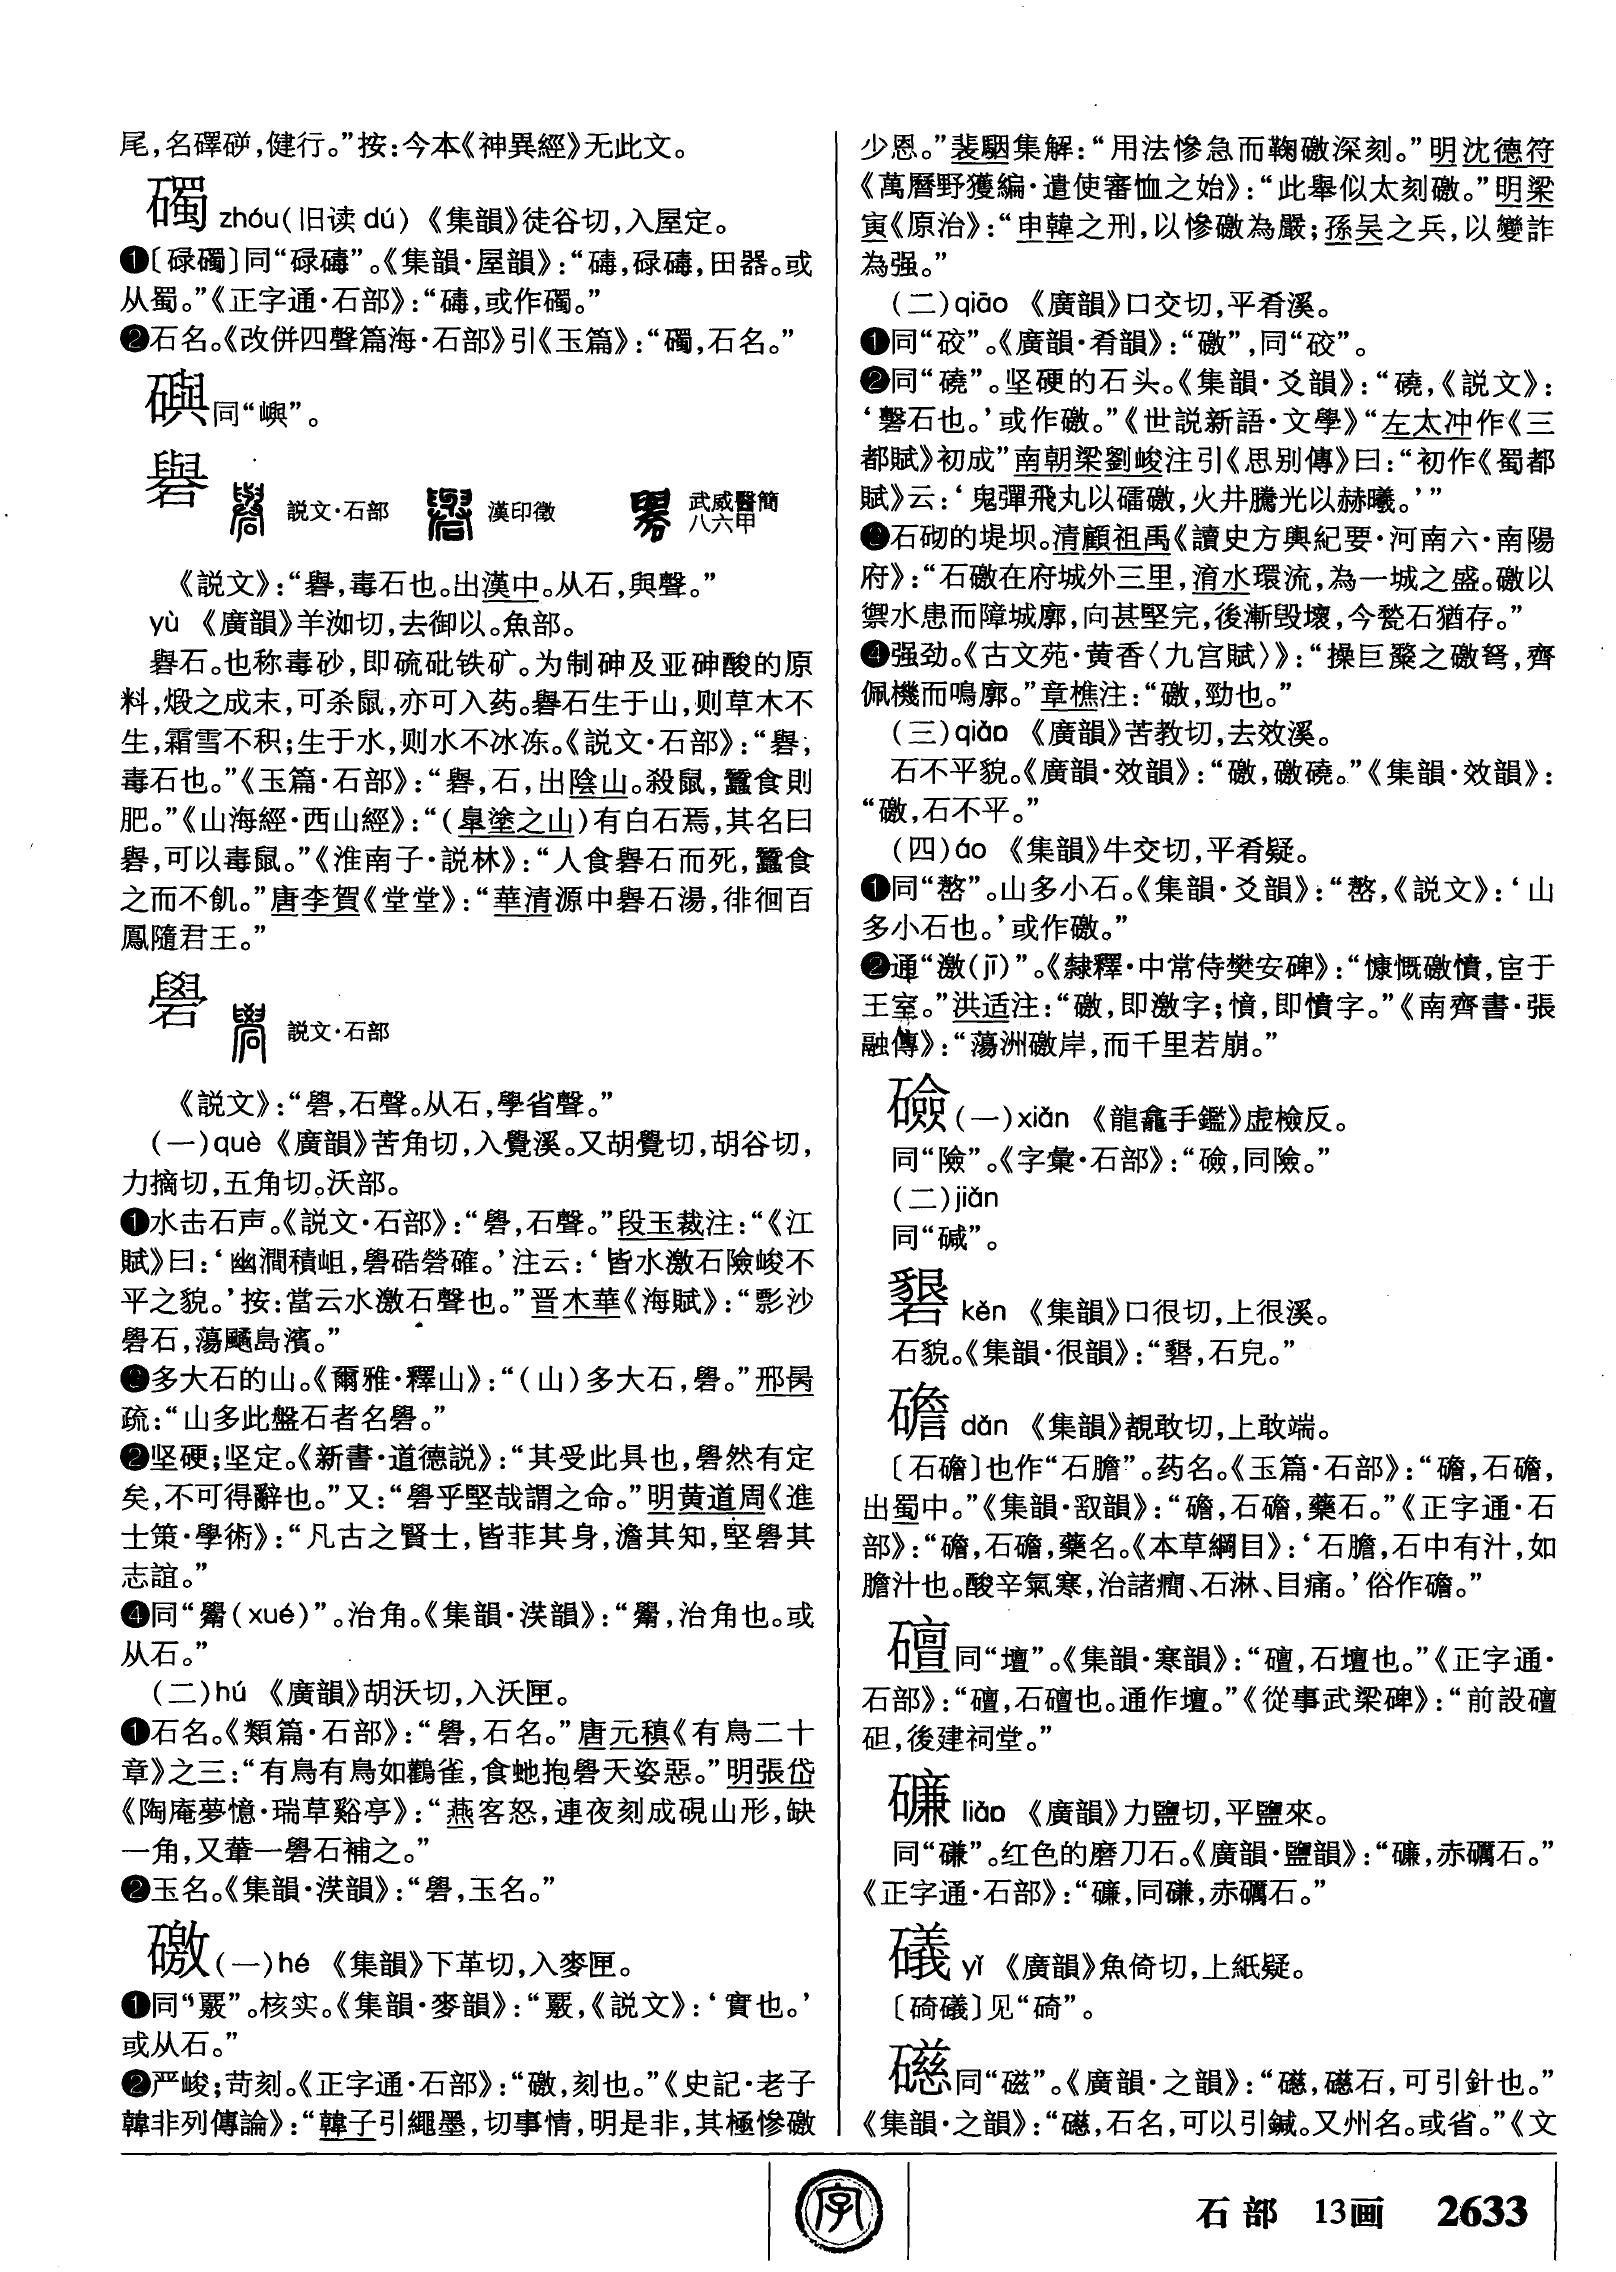 尾，名礋硑，健行。”按：今本《神異經》无此文。
碅 zhóu(旧读dú) 《集韻》徒谷切，入屋定。
❶〔碌䃚〕同“碌碡”。《集韻·屋韻》：“碡，碌碡，田器。或
从蜀。”《正字通·石部》：“碡，或作䃚。”
❷石名。《改併四聲篇海·石部》引《玉篇》：“䃚，石名。”
㠘同“嶼”。
礜 説文·石部 漢印徵 武威醫簡
八六甲
《説文》：“礜，毒石也。出漢中。从石，與聲。”
yù 《廣韻》羊洳切，去御以。魚部。
礜石。也称毒砂，即硫砒铁矿。为制砷及亚砷酸的原
料，煅之成末，可杀鼠，亦可入药。礜石生于山，则草木不
生，霜雪不积；生于水，则水不冰冻。《説文·石部》：“礜，
毒石也。”《玉篇·石部》：“礜，石，出陰山。殺鼠，蠶食則
肥。”《山海經·西山經》：“(皐塗之山)有白石焉，其名曰
礜，可以毒鼠。”《淮南子·説林》：“人食礜石而死，蠶食
之而不飢。”唐李賀《堂堂》：“華清源中礜石湯，徘徊百
鳳隨君王。”
礐 説文·石部
《説文》：“礐，石聲。从石，學省聲。”
(一)què 《廣韻》苦角切，入覺溪。又胡覺切，胡谷切，
力摘切，五角切。沃部。
❶水击石声。《説文·石部》：“礐，石聲。”段玉裁注：“《江
賦》曰：‘幽澗積岨，礐硞礐確。’注云：‘皆水激石險峻不
平之貌。’按：當云水激石聲也。”晋木華《海賦》：“影沙
礐石，蕩䬍島濱。”
❷多大石的山。《爾雅·釋山》：“(山)多大石，礐。”邢昺
疏：“山多此盤石者名礐。”
❷坚硬；坚定。《新書·道德説》：“其受此具也，礐然有定
矣，不可得辭也。”又：“礐乎堅哉謂之命。”明黄道周《進
士策·學術》：“凡古之賢士，皆菲其身，澹其知，堅礐其
志誼。”
❹同“觷(xué)”。治角。《集韻·渼韻》：“觷，治角也。或
从石。”
(二)hú 《廣韻》胡沃切，入沃匣。
❶石名。《類篇·石部》：“礐，石名。”唐元稹《有鳥二十
章》之三：“有鳥有鳥如鸛雀，食虵抱礐天姿惡。”明張岱
《陶庵夢憶·瑞草谿亭》：“燕客怒，連夜刻成硯山形，缺
一角，又輂一礐石補之。”
❷玉名。《集韻·渼韻》：“礐，玉名。”
礉(一)hé 《集韻》下革切，入麥匣。
❶同“覈”。核实。《集韻·麥韻》：“覈，《説文》：‘實也。’
或从石。”
❷严峻；苛刻。《正字通·石部》：“礉，刻也。”《史記·老子
韓非列傳論》：“韓子引繩墨，切事情，明是非，其極慘礉
少恩。”裴駰集解：“用法慘急而鞠礉深刻。”明沈德符
《萬曆野獲編·遣使審恤之始》：“此舉似太刻礉。”明梁
寅《原治》：“申韓之刑，以慘礉為嚴；孫吴之兵，以變詐
為强。”
(二)qiāo 《廣韻》口交切，平肴溪。
❶同“䂭”。《廣韻·肴韻》：“礉”，同“䂭”。
❷同“磽”。坚硬的石头。《集韻·爻韻》：“磽，《説文》：
‘磬石也。’或作礉。”《世説新語·文學》“左太冲作《三
都賦》初成”南朝梁劉峻注引《思别傳》曰：“初作《蜀都
賦》云：‘鬼彈飛丸以礌礉，火井騰光以赫曦。’”
❷石砌的堤坝。清顧祖禹《讀史方輿紀要·河南六·南陽
府》：“石礉在府城外三里，淯水環流，為一城之盛。礉以
禦水患而障城廓，向甚堅完，後漸毁壞，今甃石猶存。”
❹强劲。《古文苑·黄香〈九宫賦〉》：“操巨綮之礉弩，齊
佩機而鳴廓。”章樵注：“礉，勁也。”
(三)qiào 《廣韻》苦教切，去效溪。
石不平貌。《廣韻·效韻》：“礉，礉磽。”《集韻·效韻》：
“礉，石不平。”
(四)áo 《集韻》牛交切，平肴疑。
❶同“磝”。山多小石。《集韻·爻韻》：“磝，《説文》：‘山
多小石也。’或作礉。”
❷通“激(jī)”。《隸釋·中常侍樊安碑》：“慷慨礉憤，宦于
王室。”洪适注：“礉，即激字；憤，即憤字。”《南齊書·張
融傳》：“蕩洲礉岸，而千里若崩。”
礆(一)xiǎn 《龍龕手鑑》虚檢反。
同“險”。《字彙·石部》：“礆，同險。”
(二)jiǎn
同“碱”。
墾 kěn 《集韻》口很切，上很溪。
石貌。《集韻·很韻》：“，石皃。”
礛 dǎn 《集韻》覩敢切，上敢端。
〔石礛〕也作“石膽”。药名。《玉篇·石部》：“䃫，石䃫，
出蜀中。”《集韻·㪚韻》：“䃫，石䃫，藥石。”《正字通·石
部》：“䃫，石䃫，藥名。《本草綱目》：‘石膽，石中有汁，如
膽汁也。酸辛氣寒，治諸癇、石淋、目痛。’俗作䃫。”
䃪同“壇”。《集韻·寒韻》：“䃪，石壇也。”《正字通·
石部》：“䃪，石䃪也。通作壇。”《從事武梁碑》：“前設䃪
䃪，後建祠堂。”
磏 liǎo 《廣韻》力鹽切，平鹽來。
同“磏”。红色的磨刀石。《廣韻·鹽韻》：“䃛，赤礪石。”
《正字通·石部》：“䃛，同磏，赤礪石。”
礒 yǐ 《廣韻》魚倚切，上紙疑。
〔碕礒〕见“碕”。
礠同“磁”。《廣韻·之韻》：“礠，礠石，可引針也。”
《集韻·之韻》：“礠，石名，可以引鍼。又州名。或省。”《文
字
石部 13画 2633